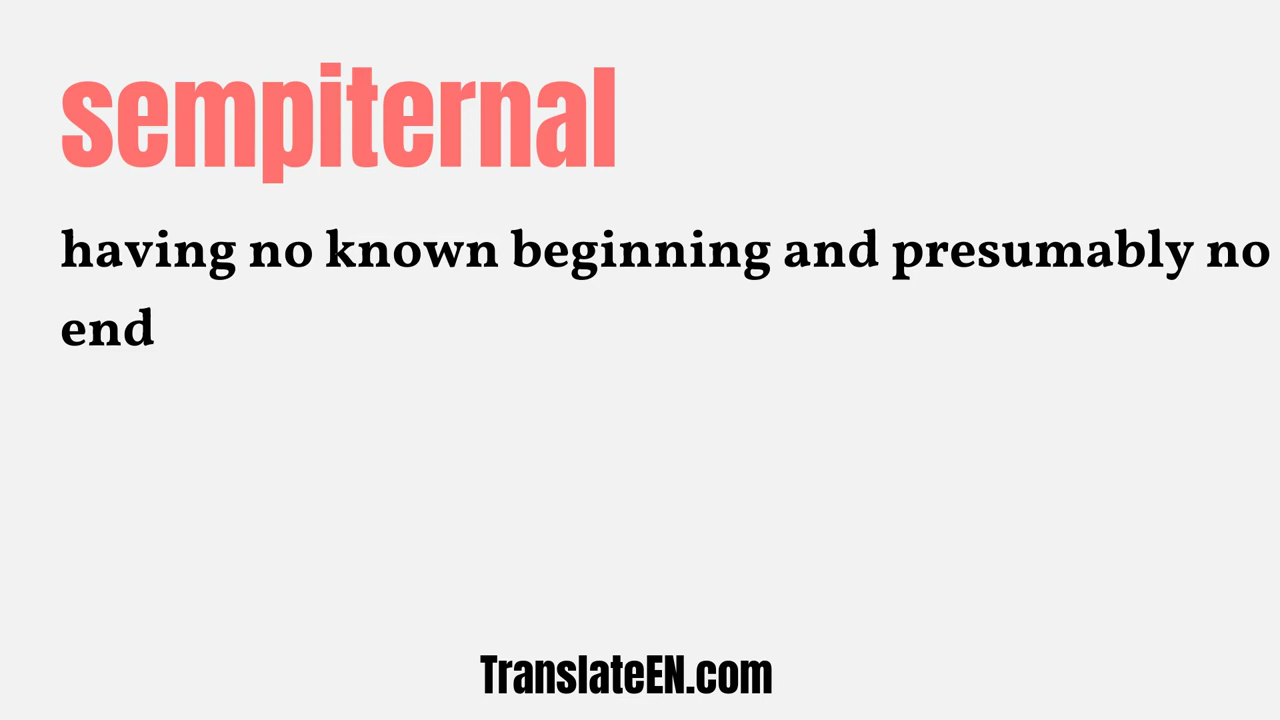 sempiternal
having no known beginning and presumably no
end
TranslateEN.com